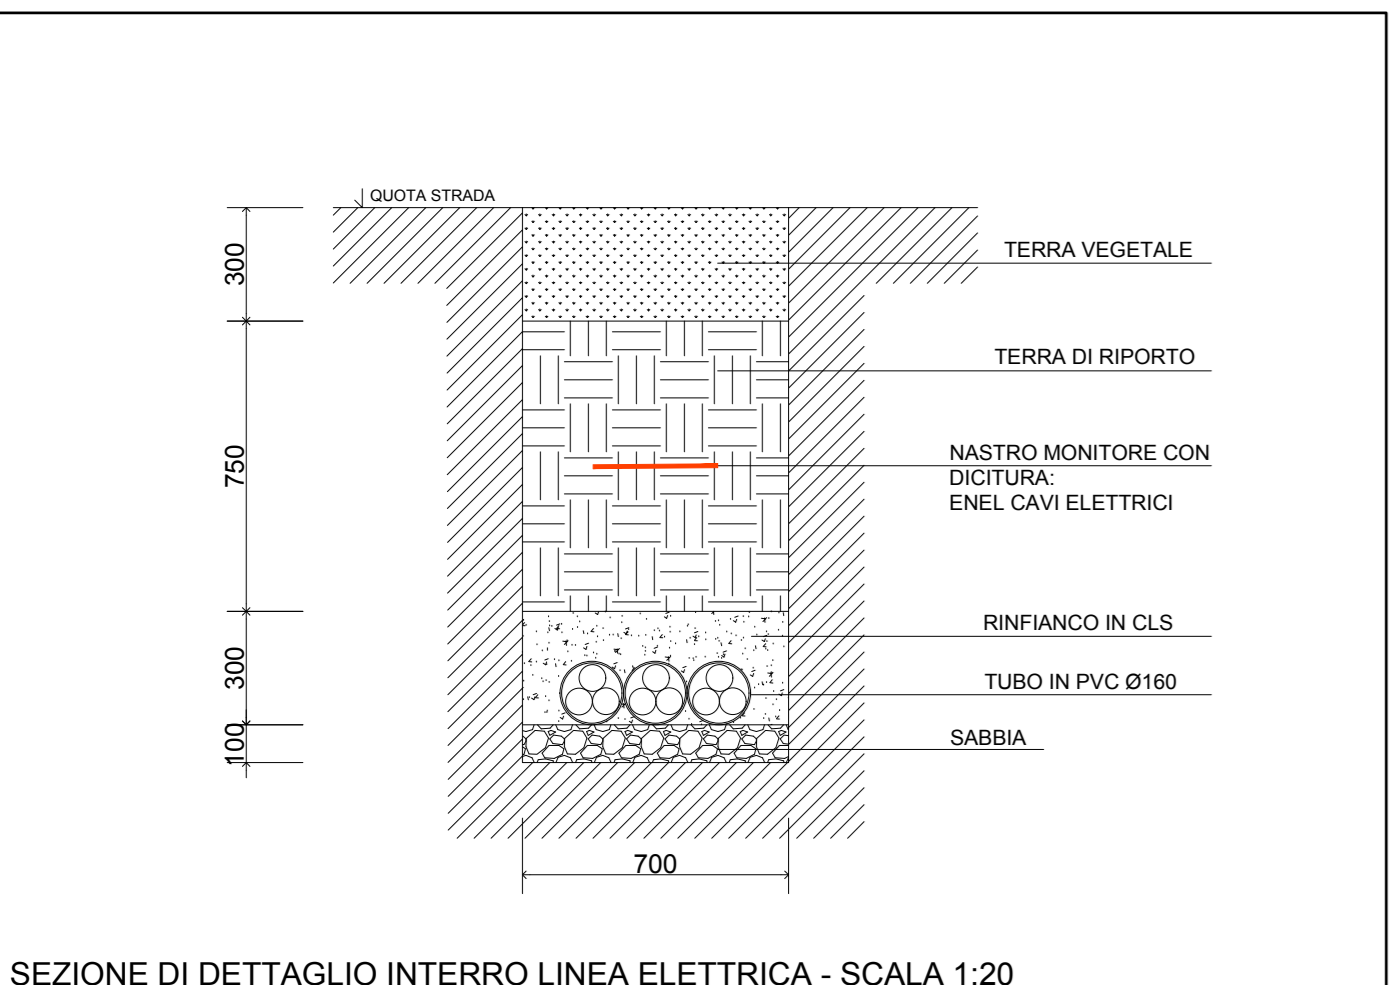 QUOTA STRADA
300
TERRA VEGETALE
TERRA DI RIPORTO
750
NASTRO MONITORE CON
DICITURA:
ENEL CAVI ELETTRICI
300
RINFIANCO IN CLS
TUBO IN PVC Ø160
100
SABBIA
700
SEZIONE DI DETTAGLIO INTERRO LINEA ELETTRICA - SCALA 1:20